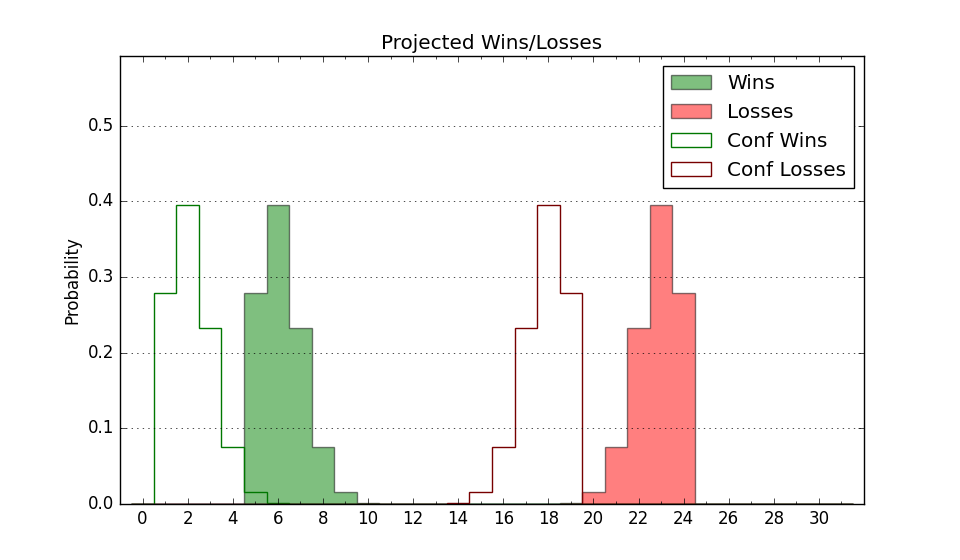 Projected Wins/Losses
Wins
Losses
Conf Wins
Conf Losses
Probability
0.5
0.4
0.3
0.2
0.1
0.0
0 2 4 6 8 10 12 14 16 18 20 22 24 26 28 30